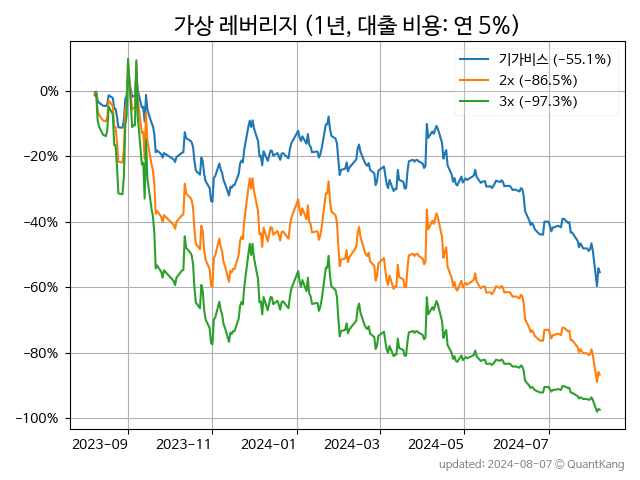 가상 레버리지 (1년, 대출 비용: 연 5%)
기가비스 (−55.1%)
2x (−86.5%)
3x (−97.3%)
0%
−20%
−40%
−60%
−80%
−100%
2023-09 2023-11 2024-01 2024-03 2024-05 2024-07
updated: 2024-08-07 © QuantKang